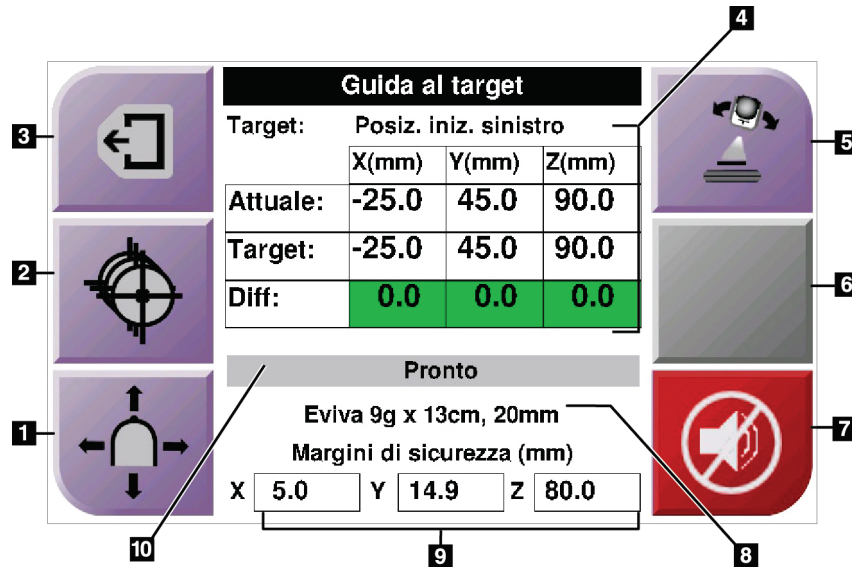 4
Guida al target
3
Target: Posiz. iniz. sinistro
5
X(mm) Y(mm) Z(mm)
Attuale: -25.0 45.0 90.0
Target: -25.0 45.0 90.0
2
6
Diff: 0.0 0.0 0.0
Pronto
Eviva 9g x 13cm, 20mm
1
7
Margini di sicurezza (mm)
X 5.0 Y 14.9 Z 80.0
10
9
8